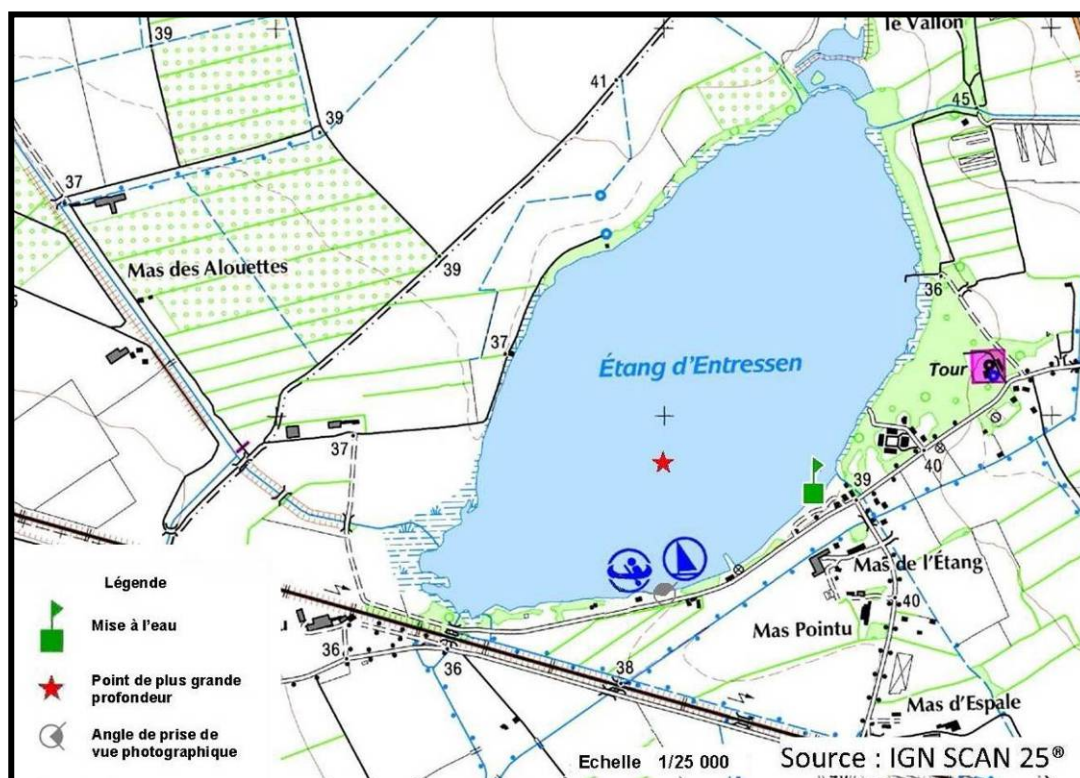 le Vallon
39
41
45
39
37
Mas des Alouettes
39
36
37
Étang d'Entressen
Tour
37
40
39
Mas de l'Étang
40
Mas Pointu
36
36
38
Mas d'Espale
Légende
Mise à l'eau
Point de plus grande
profondeur
Angle de prise de
vue photographique
Echelle 1/25 000
Source : IGN SCAN 25®